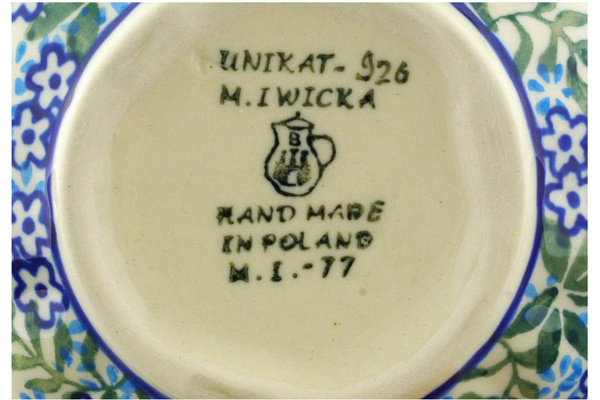 UNIKAT-926
M.IWICKA
B
HAND MADE
IN POLAND
M.I.-77